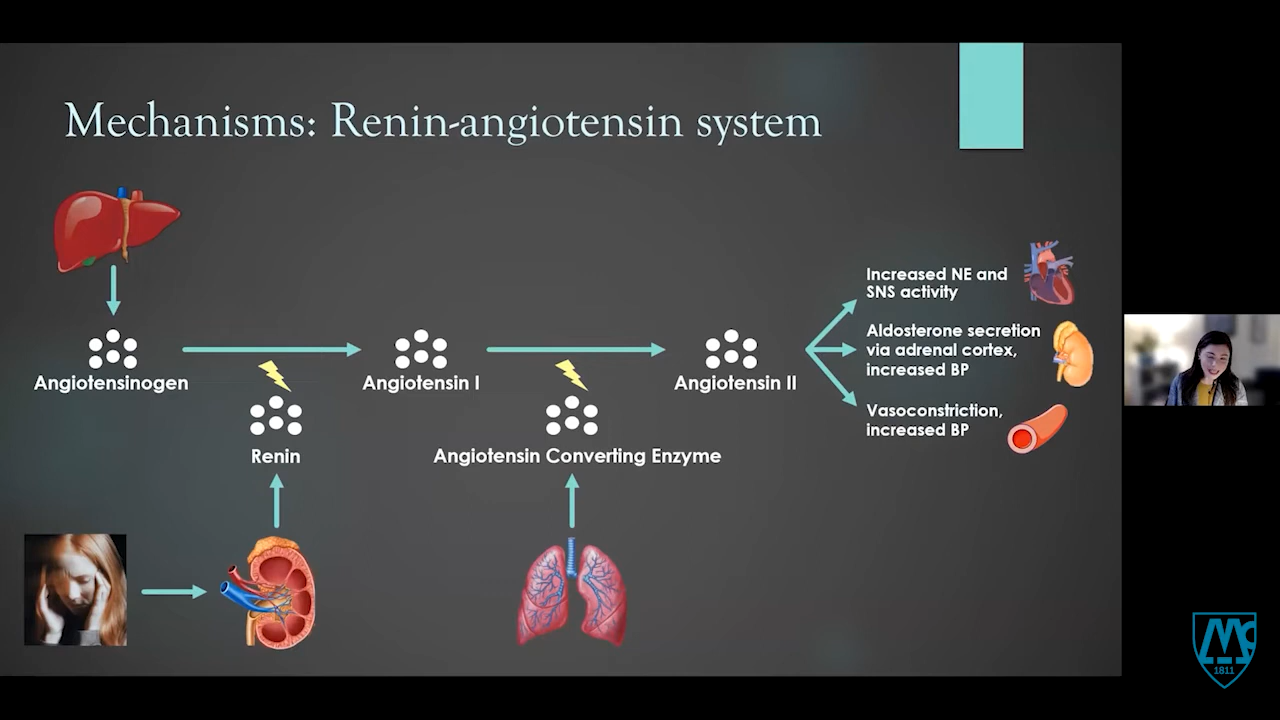 Mechanisms: Renin-angiotensin system
Angiotensinogen
Angiotensin I
Angiotensin II
Renin
Angiotensin Converting Enzyme
Increased NE and
SNS activity
Aldosterone secretion
via adrenal cortex,
increased BP
Vasoconstriction,
increased BP
1811